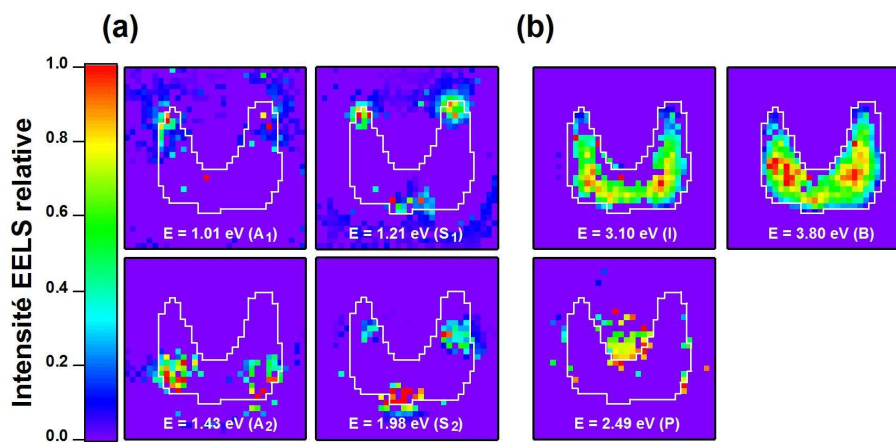 (a)
(b)
Intensité EELS relative
1.0
0.8
0.6
0.4
0.2
0.0
E = 1.01 eV (A1)
E = 1.21 eV (S1)
E = 3.10 eV (I)
E = 3.80 eV (B)
E = 1.43 eV (A2)
E = 1.98 eV (S2)
E = 2.49 eV (P)